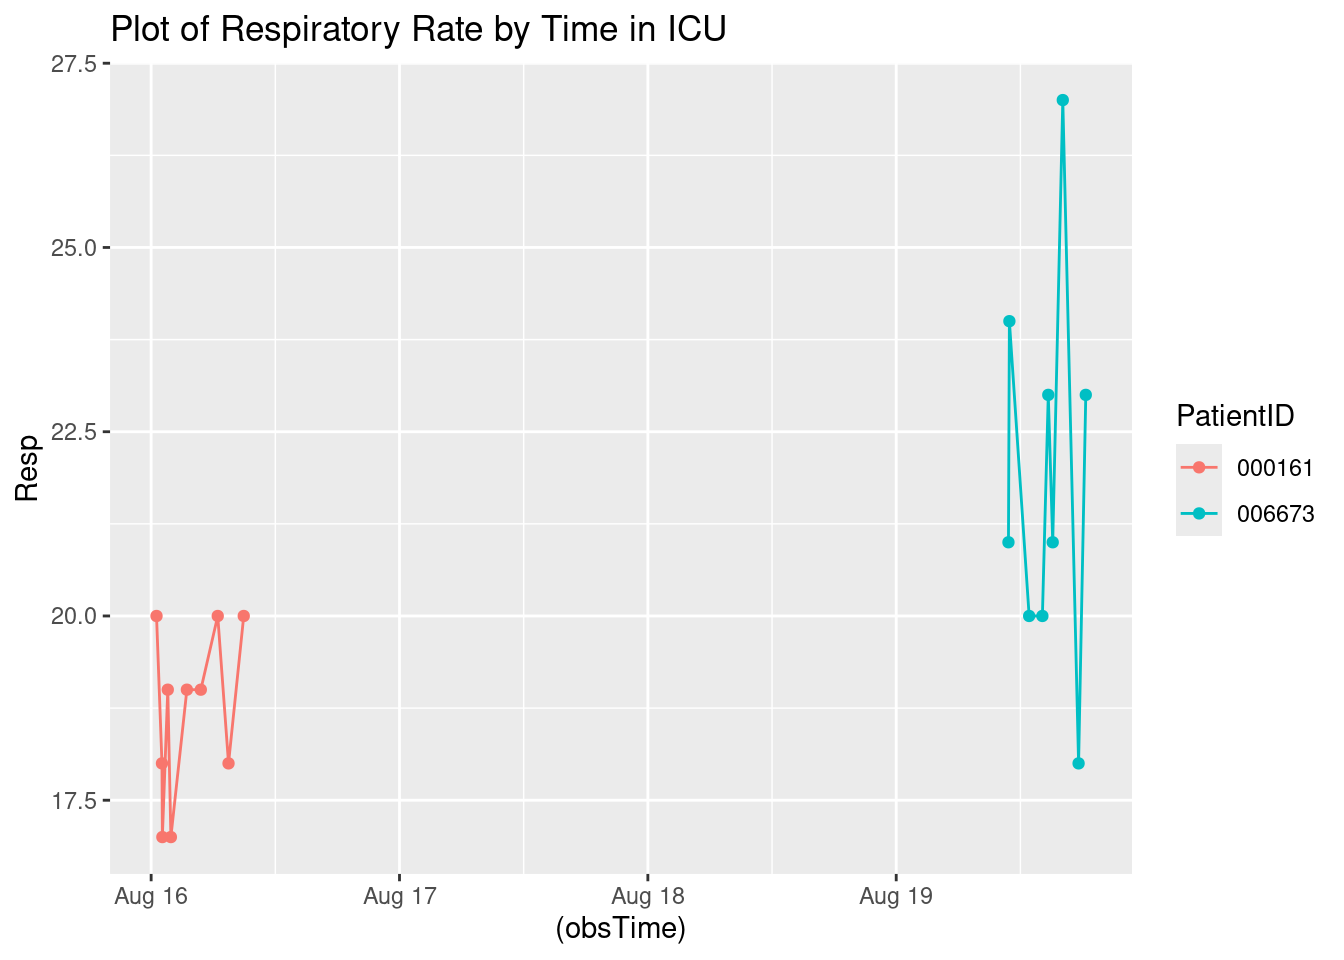 Plot of Respiratory Rate by Time in ICU
27.5
25.0
22.5
20.0
17.5
Resp
Aug 16
Aug 17
Aug 18
Aug 19
(obsTime)
PatientID
000161
006673